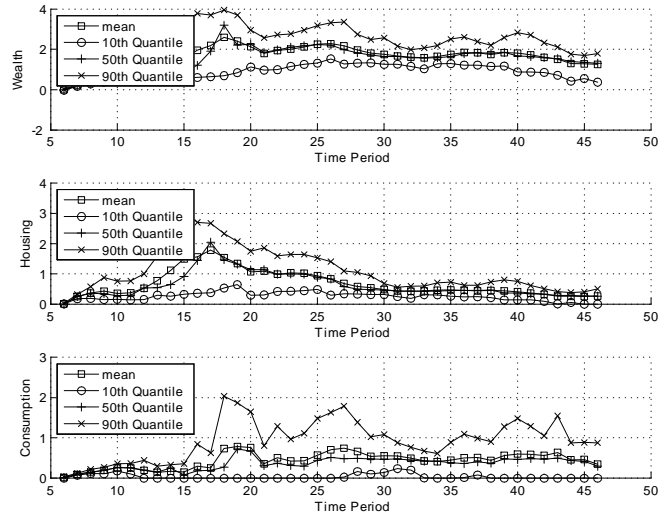 4
2
0
-2
Wealth
mean
10th Quantile
50th Quantile
90th Quantile
5 10 15 20 25 30 35 40 45 50
Time Period
4
3
2
1
0
Housing
mean
10th Quantile
50th Quantile
90th Quantile
5 10 15 20 25 30 35 40 45 50
Time Period
3
2
1
0
Consumption
mean
10th Quantile
50th Quantile
90th Quantile
5 10 15 20 25 30 35 40 45 50
Time Period